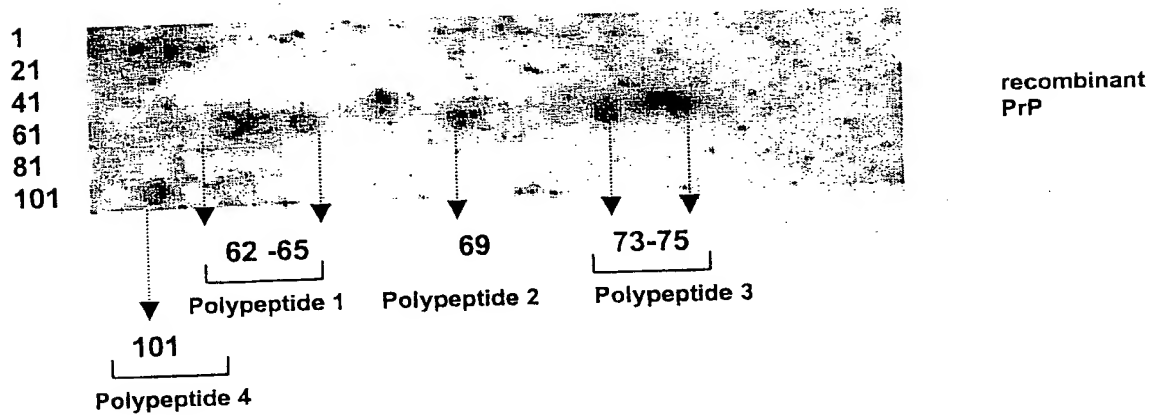 1
21
41
61
81
101
recombinant
PrP
62 -65
69
73-75
Polypeptide 1
Polypeptide 2
Polypeptide 3
101
Polypeptide 4